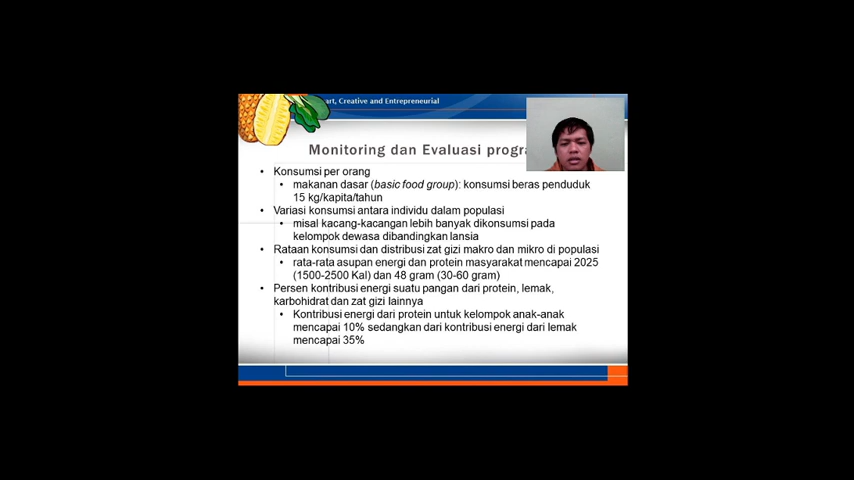 art, Creative and Entrepreneurial
Monitoring dan Evaluasi
• Konsumsi per orang
• makanan dasar (basic food group): konsumsi beras penduduk
15 kg/kapita/tahun
• Variasi konsumsi antara individu dalam populasi
• misal kacang-kacangan lebih banyak dikonsumsi pada
kelompok dewasa dibandingkan lansia
• Rataan konsumsi dan distribusi zat gizi makro dan mikro di populasi
• rata-rata asupan energi dan protein masyarakat mencapai 2025
(1500-2500 Kal) dan 48 gram (30-60 gram)
• Persen kontribusi energi suatu pangan dari protein, lemak,
karbohidrat dan zat gizi lainnya
• Kontribusi energi dari protein untuk kelompok anak-anak
mencapai 10% sedangkan dari kontribusi energi dari lemak
mencapai 35%